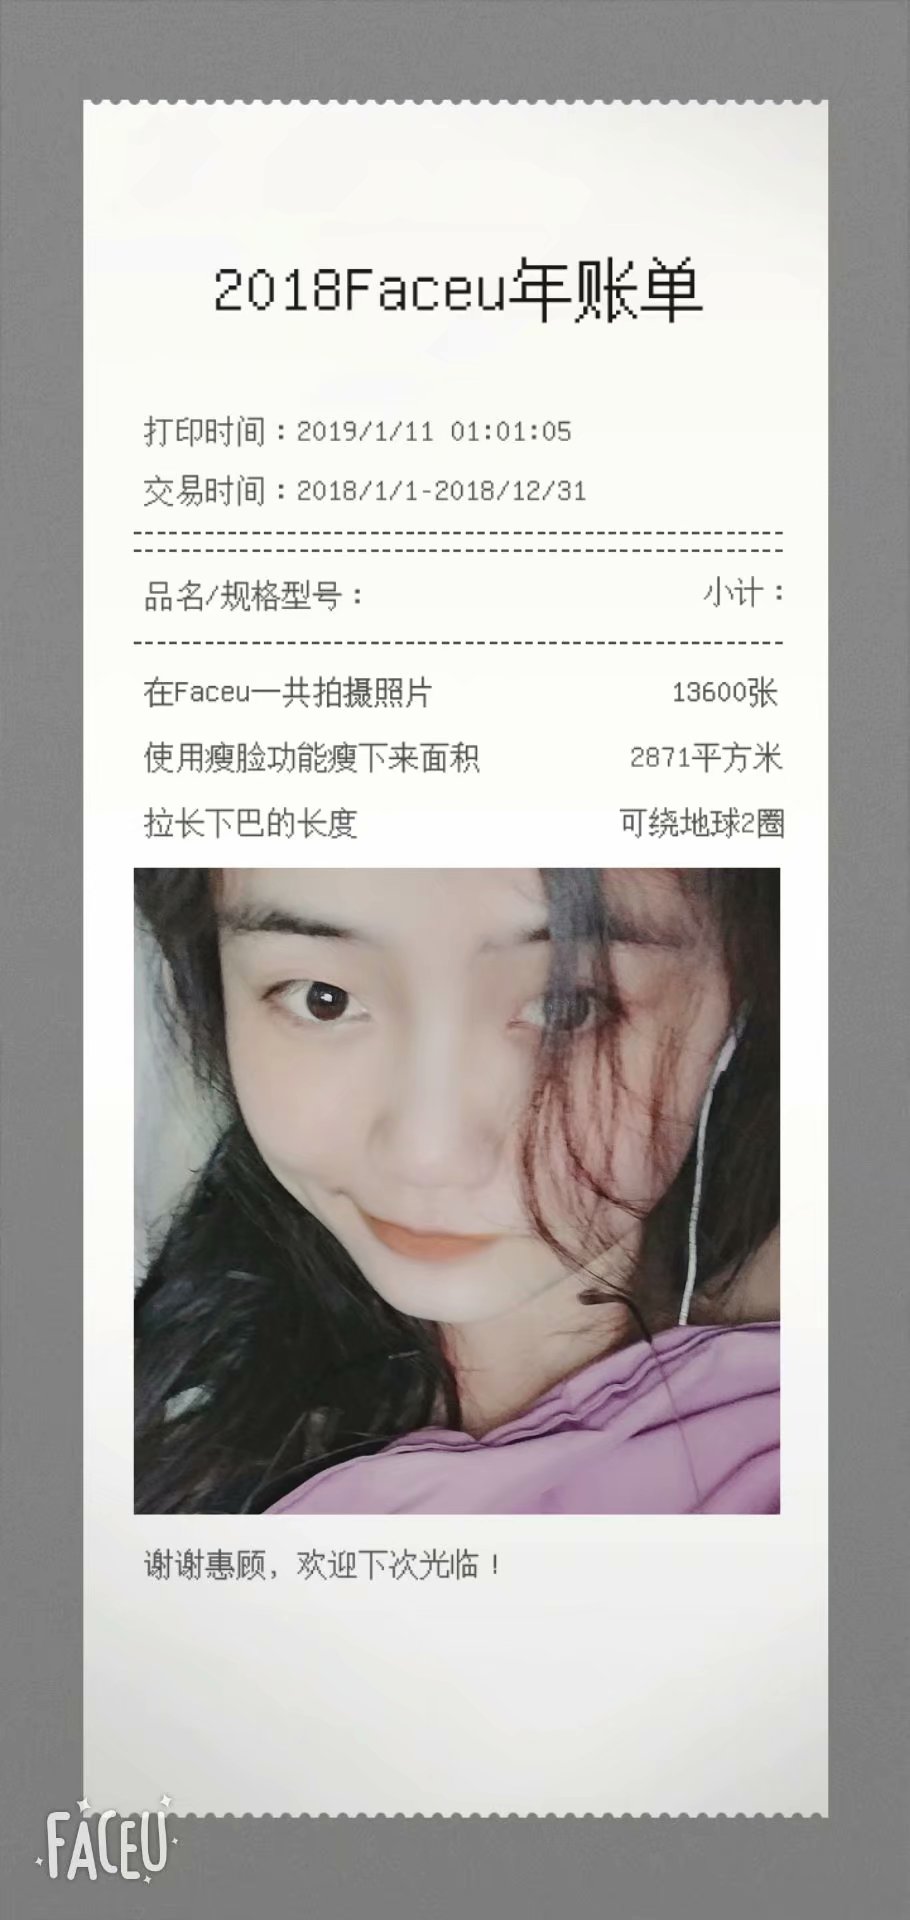 2018Faceu年账单
打印时间：2019/1/11 01:01:05
交易时间：2018/1/1-2018/12/31
品名/规格型号： 小计：
在Faceu一共拍摄照片 13600张
使用瘦脸功能瘦下来面积 2871平方米
拉长下巴的长度 可绕地球2圈
谢谢惠顾，欢迎下次光临！
FACEU